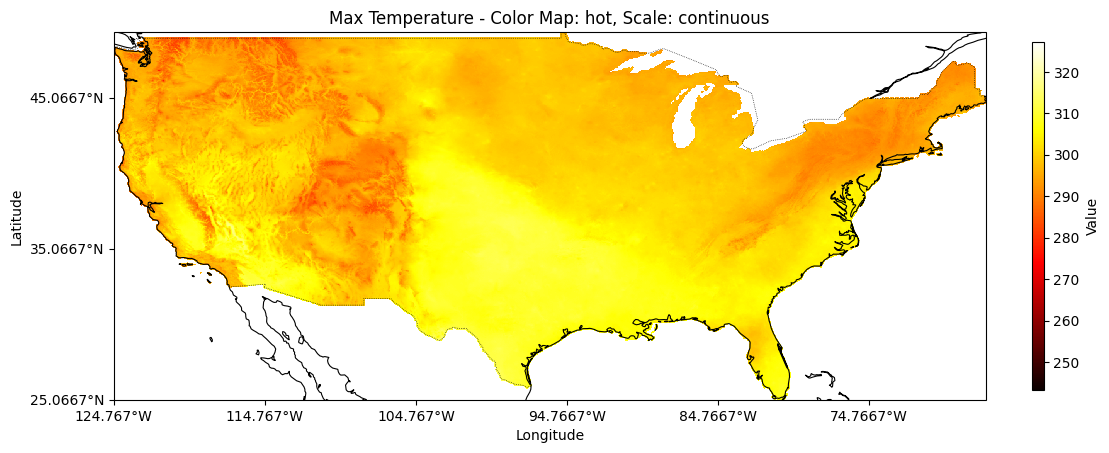 Max Temperature - Color Map: hot, Scale: continuous
45.0667°N
35.0667°N
25.0667°N
Latitude
124.767°W
114.767°W
104.767°W
94.7667°W
84.7667°W
74.7667°W
Longitude
320
310
300
290
280
270
260
250
Value